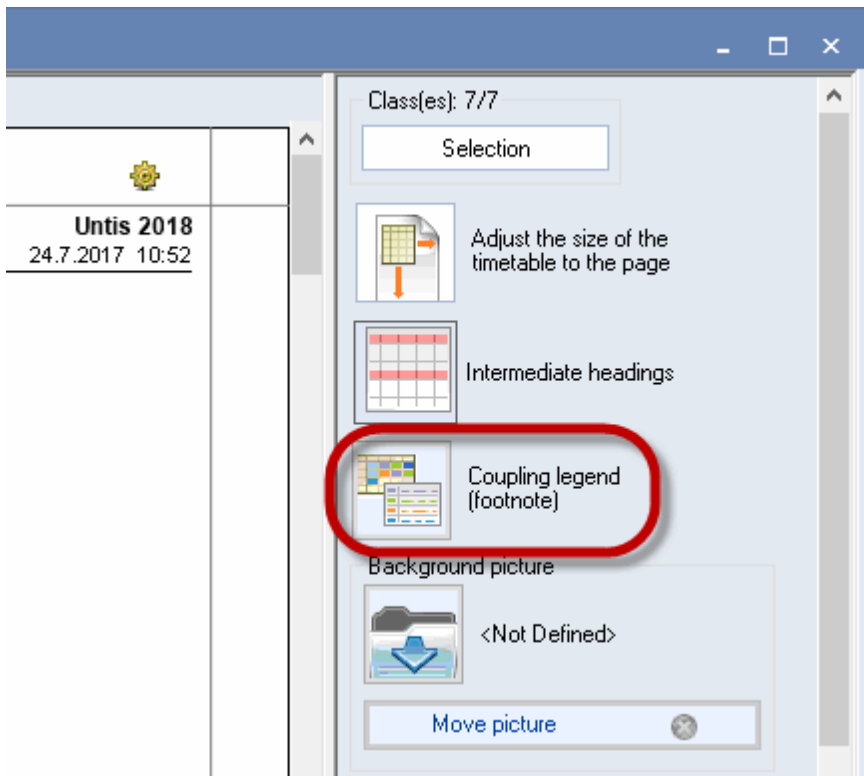 Untis 2018
24.7.2017 10:52
Class(es): 7/7
Selection
Adjust the size of the
timetable to the page
Intermediate headings
Coupling legend
(footnote)
Background picture
<Not Defined>
Move picture